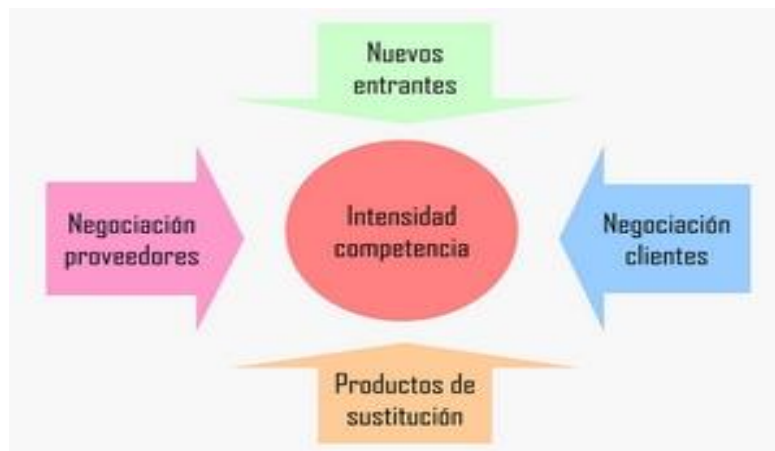 Nuevos
entrantes
Negociación
proveedores
Intensidad
competencia
Negociación
clientes
Productos de
sustitución